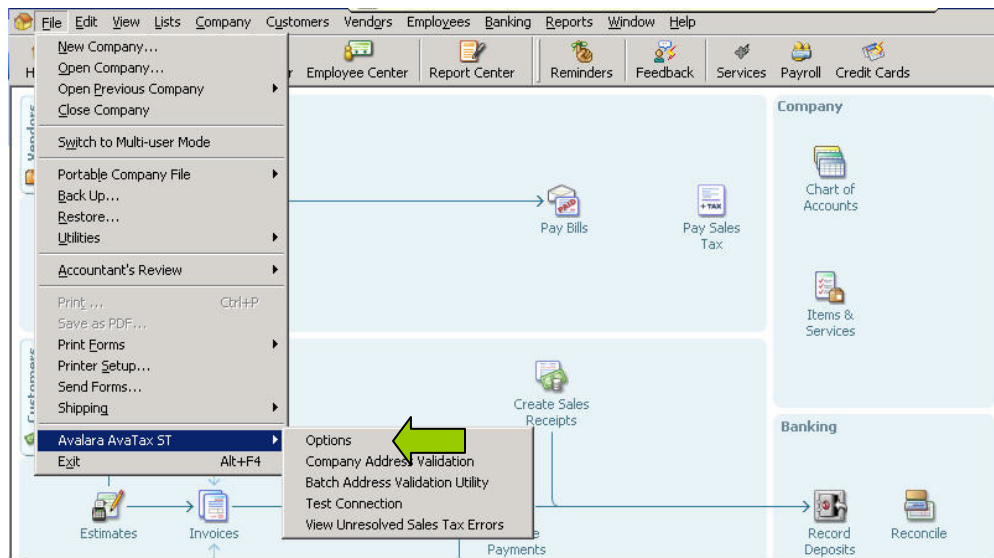 File Edit View Lists Company Customers Vendors Employees Banking Reports Window Help
Employee Center Report Center Reminders Feedback Services Payroll Credit Cards
New Company...
Open Company...
Open Previous Company
Close Company
Switch to Multi-user Mode
Portable Company File
Back Up...
Restore...
Utilities
Accountant's Review
Print ... Ctrl+P
Save as PDF...
Print Forms
Printer Setup...
Send Forms...
Shipping
Avalara AvaTax ST
Exit Alt+F4
Options
Company Address Validation
Batch Address Validation Utility
Test Connection
View Unresolved Sales Tax Errors
Vendors
Pay Bills
+ TAX
Pay Sales
Tax
Customers
Create Sales
Receipts
Estimates
Invoices
Payments
Company
Chart of
Accounts
Items &
Services
Banking
Record
Deposits
Reconcile